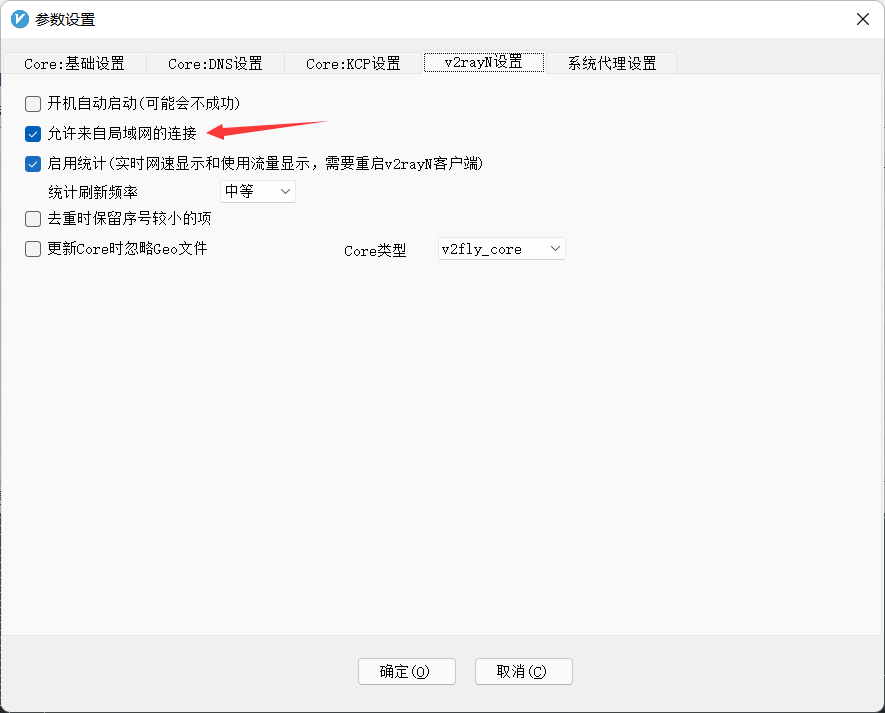 参数设置
Core:基础设置 Core:DNS设置 Core:KCP设置 v2rayN设置 系统代理设置
开机自动启动(可能会不成功)
允许来自局域网的连接
启用统计(实时网速显示和使用流量显示，需要重启v2rayN客户端)
统计刷新频率 中等
去重时保留序号较小的项
更新Core时忽略Geo文件 Core类型 v2fly_core
确定(O) 取消(C)